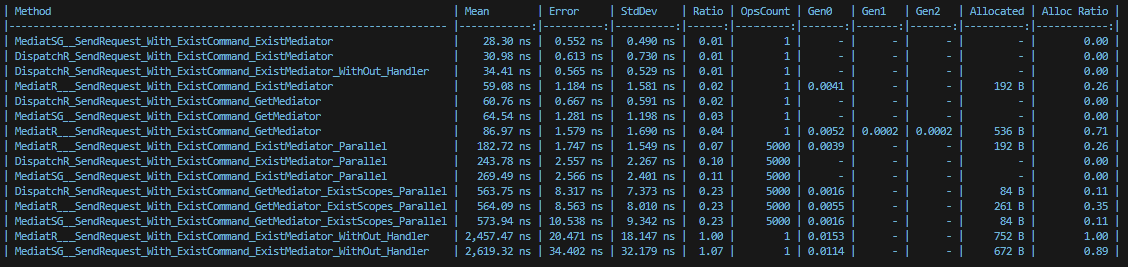 | Method | Mean | Error | StdDev | Ratio | OpsCount | Gen0 | Gen1 | Gen2 | Allocated | Alloc Ratio |
|---------------------------------------------------------------------- |------------:|----------:|----------:|------:|---------:|-------:|-------:|-------:|----------:|------------:|
| MediatSG__SendRequest_With_ExistCommand_ExistMediator | 28.30 ns | 0.552 ns | 0.490 ns | 0.01 | 1 | - | - | - | - | 0.00 |
| DispatchR_SendRequest_With_ExistCommand_ExistMediator | 30.98 ns | 0.613 ns | 0.730 ns | 0.01 | 1 | - | - | - | - | 0.00 |
| DispatchR_SendRequest_With_ExistCommand_ExistMediator_WithOut_Handler | 34.41 ns | 0.565 ns | 0.529 ns | 0.01 | 1 | - | - | - | - | 0.00 |
| MediatR___SendRequest_With_ExistCommand_ExistMediator | 59.08 ns | 1.184 ns | 1.581 ns | 0.02 | 1 | 0.0041 | - | - | 192 B | 0.26 |
| DispatchR_SendRequest_With_ExistCommand_GetMediator | 60.76 ns | 0.667 ns | 0.591 ns | 0.02 | 1 | - | - | - | - | 0.00 |
| MediatSG__SendRequest_With_ExistCommand_GetMediator | 64.54 ns | 1.281 ns | 1.198 ns | 0.03 | 1 | - | - | - | - | 0.00 |
| MediatR___SendRequest_With_ExistCommand_GetMediator | 86.97 ns | 1.579 ns | 1.690 ns | 0.04 | 1 | 0.0052 | 0.0002 | 0.0002 | 536 B | 0.71 |
| MediatR___SendRequest_With_ExistCommand_ExistMediator_Parallel | 182.72 ns | 1.747 ns | 1.549 ns | 0.07 | 5000 | 0.0039 | - | - | 192 B | 0.26 |
| DispatchR_SendRequest_With_ExistCommand_ExistMediator_Parallel | 243.78 ns | 2.557 ns | 2.267 ns | 0.10 | 5000 | - | - | - | - | 0.00 |
| MediatSG__SendRequest_With_ExistCommand_ExistMediator_Parallel | 269.49 ns | 2.566 ns | 2.401 ns | 0.11 | 5000 | - | - | - | - | 0.00 |
| DispatchR_SendRequest_With_ExistCommand_GetMediator_ExistScopes_Parallel | 563.75 ns | 8.317 ns | 7.373 ns | 0.23 | 5000 | 0.0016 | - | - | 84 B | 0.11 |
| MediatR___SendRequest_With_ExistCommand_GetMediator_ExistScopes_Parallel | 564.09 ns | 8.563 ns | 8.010 ns | 0.23 | 5000 | 0.0055 | - | - | 261 B | 0.35 |
| MediatSG__SendRequest_With_ExistCommand_GetMediator_ExistScopes_Parallel | 573.94 ns | 10.538 ns | 9.342 ns | 0.23 | 5000 | 0.0016 | - | - | 84 B | 0.11 |
| MediatR___SendRequest_With_ExistCommand_ExistMediator_WithOut_Handler | 2,457.47 ns | 20.471 ns | 18.147 ns | 1.00 | 1 | 0.0153 | - | - | 752 B | 1.00 |
| MediatSG__SendRequest_With_ExistCommand_ExistMediator_WithOut_Handler | 2,619.32 ns | 34.402 ns | 32.179 ns | 1.07 | 1 | 0.0114 | - | - | 672 B | 0.89 |